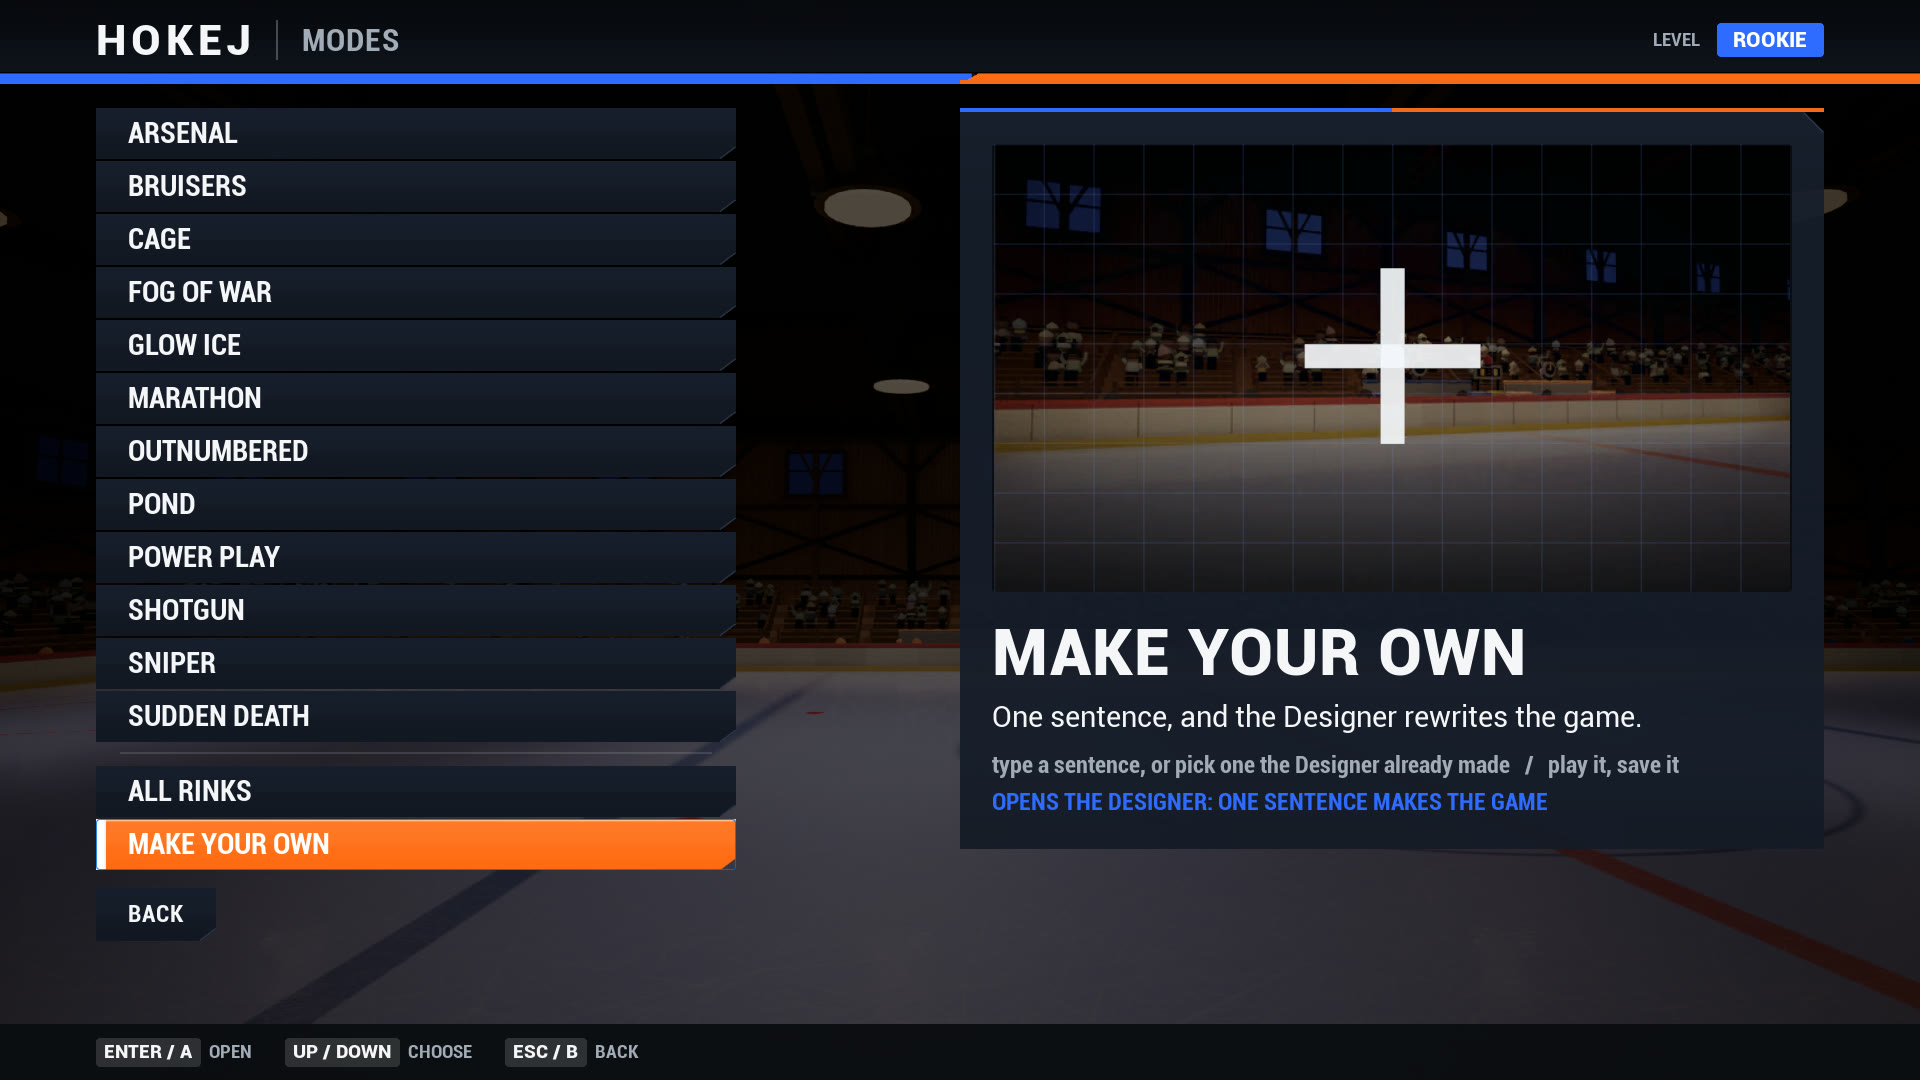 HOKEJ
MODES
LEVEL
ROOKIE
ARSENAL
BRUISERS
CAGE
FOG OF WAR
GLOW ICE
MARATHON
OUTNUMBERED
POND
POWER PLAY
SHOTGUN
SNIPER
SUDDEN DEATH
ALL RINKS
MAKE YOUR OWN
BACK
MAKE YOUR OWN
One sentence, and the Designer rewrites the game.
type a sentence, or pick one the Designer already made / play it, save it
OPENS THE DESIGNER: ONE SENTENCE MAKES THE GAME
ENTER / A OPEN UP / DOWN CHOOSE ESC / B BACK